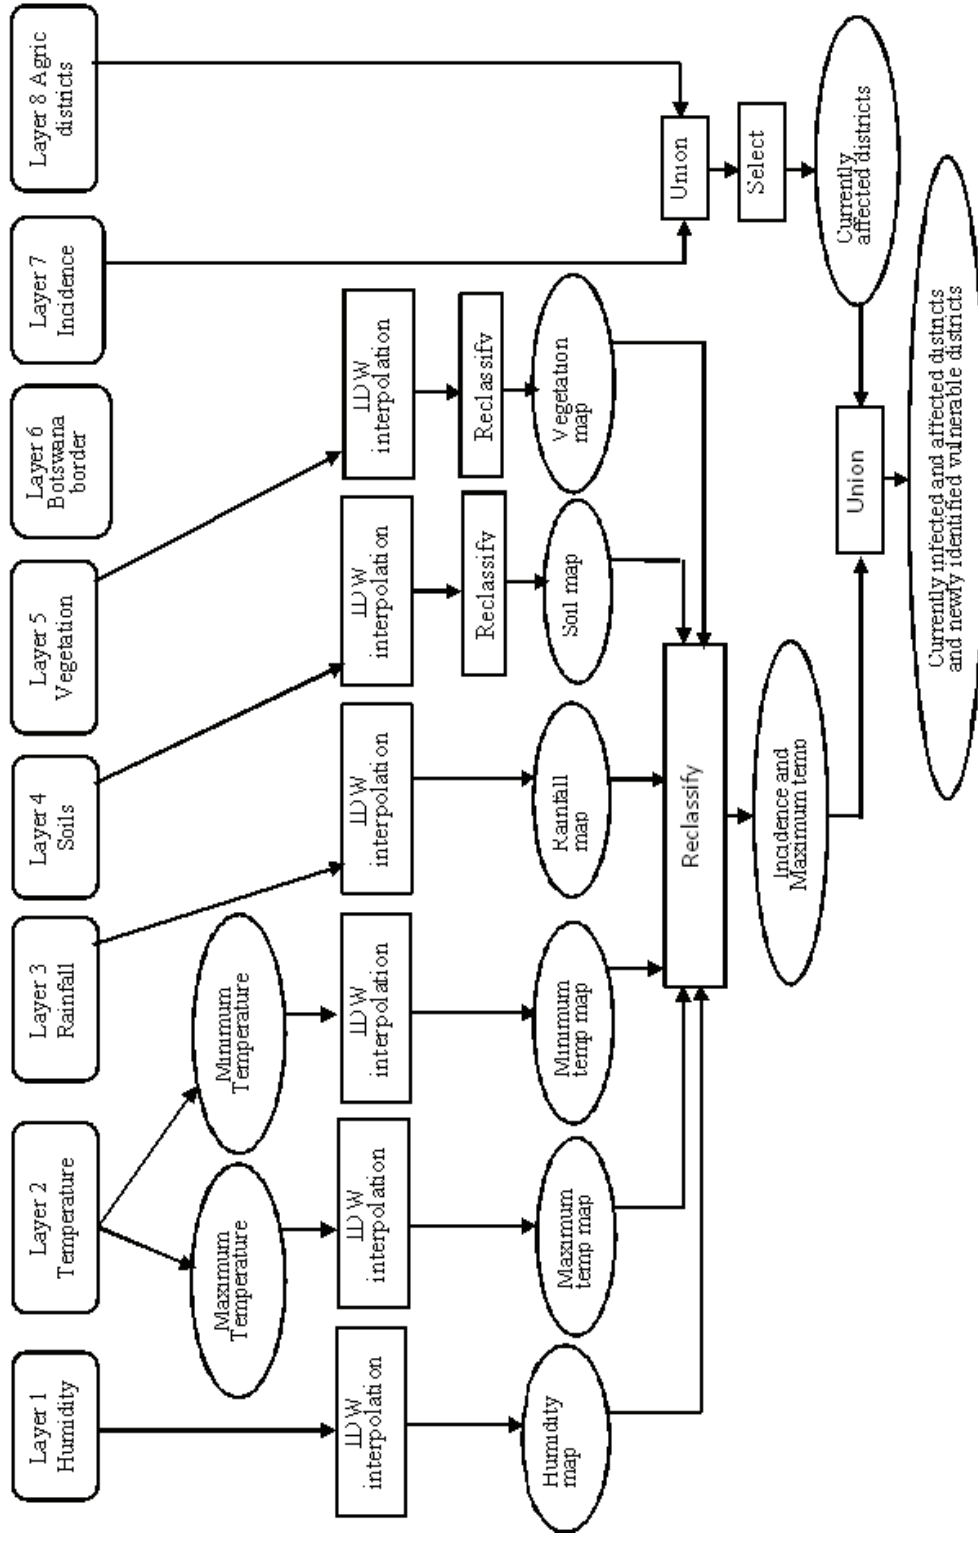 Layer 1
Humidity
Layer 2
Temperature
Layer 3
Rainfall
Layer 4
Soils
Layer 5
Vegetation
Layer 6
Botswana
border
Layer 7
Incidence
Layer 8 Agric
districts
Maximum
Temperature
Minimum
Temperature
IDW
interpolation
IDW
interpolation
IDW
interpolation
IDW
interpolation
IDW
interpolation
IDW
interpolation
Reclassify
Reclassify
Humidity
map
Maximum
temp map
Minimum
temp map
Rainfall
map
Soil map
Vegetation
map
Reclassify
Union
Select
Incidence and
Maximum temp
Currently
affected districts
Union
Currently infected and affected districts
and newly identified vulnerable districts